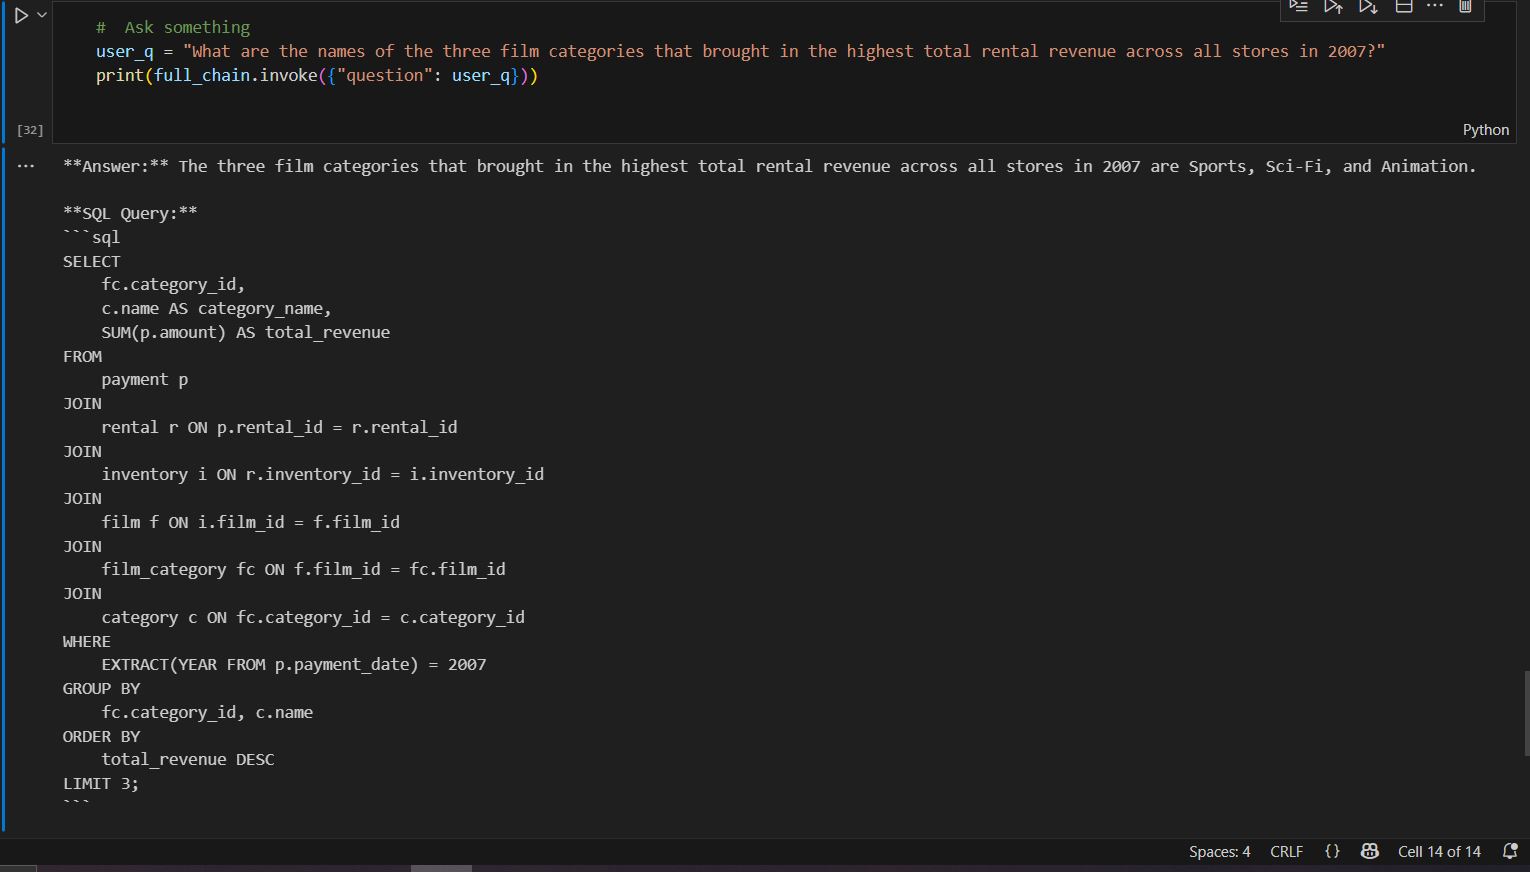 # Ask something
user_q = "What are the names of the three film categories that brought in the highest total rental revenue across all stores in 2007?"
print(full_chain.invoke({"question": user_q}))
[32]
Python
**Answer:** The three film categories that brought in the highest total rental revenue across all stores in 2007 are Sports, Sci-Fi, and Animation.
**SQL Query:**
```sql
SELECT
    fc.category_id,
    c.name AS category_name,
    SUM(p.amount) AS total_revenue
FROM
    payment p
JOIN
    rental r ON p.rental_id = r.rental_id
JOIN
    inventory i ON r.inventory_id = i.inventory_id
JOIN
    film f ON i.film_id = f.film_id
JOIN
    film_category fc ON f.film_id = fc.film_id
JOIN
    category c ON fc.category_id = c.category_id
WHERE
    EXTRACT(YEAR FROM p.payment_date) = 2007
GROUP BY
    fc.category_id, c.name
ORDER BY
    total_revenue DESC
LIMIT 3;
```
Spaces: 4 CRLF {} Cell 14 of 14